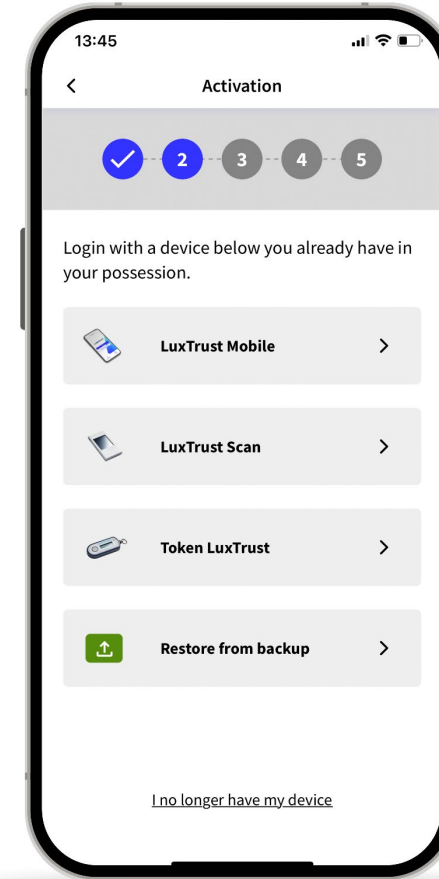 13:45
Activation
2 3 4 5
Login with a device below you already have in
your possession.
LuxTrust Mobile
LuxTrust Scan
Token LuxTrust
Restore from backup
I no longer have my device